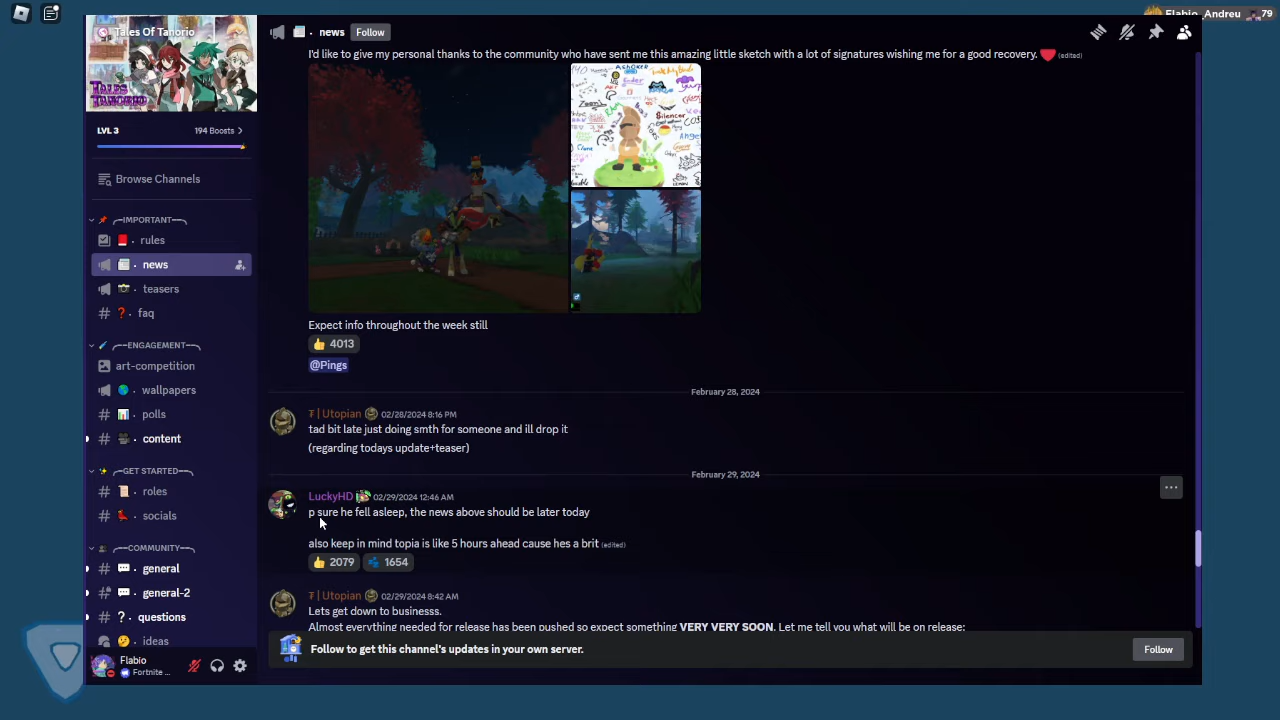 Flabio_Andreu 79
Tales Of Tanorio
news Follow
TALES
TANORIO
LVL 3 194 Boosts >
Browse Channels
IMPORTANT
rules
news
teasers
faq
ENGAGEMENT
art-competition
wallpapers
polls
content
GET STARTED
roles
socials
COMMUNITY
general
general-2
questions
ideas
Flabio
Fortnite ...
I'd like to give my personal thanks to the community who have sent me this amazing little sketch with a lot of signatures wishing me for a good recovery. ❤️ (edited)
Silencer
Expect info throughout the week still
👍 4013
@Pings
February 28, 2024
₮ | Utopian 02/28/2024 8:16 PM
tad bit late just doing smth for someone and ill drop it
(regarding todays update+teaser)
February 29, 2024
LuckyHD 02/29/2024 12:46 AM
p sure he fell asleep, the news above should be later today
also keep in mind topia is like 5 hours ahead cause hes a brit (edited)
👍 2079 1654
₮ | Utopian 02/29/2024 8:42 AM
Lets get down to businesss.
Almost everything needed for release has been pushed so expect something VERY VERY SOON. Let me tell you what will be on release:
Follow to get this channel's updates in your own server. Follow